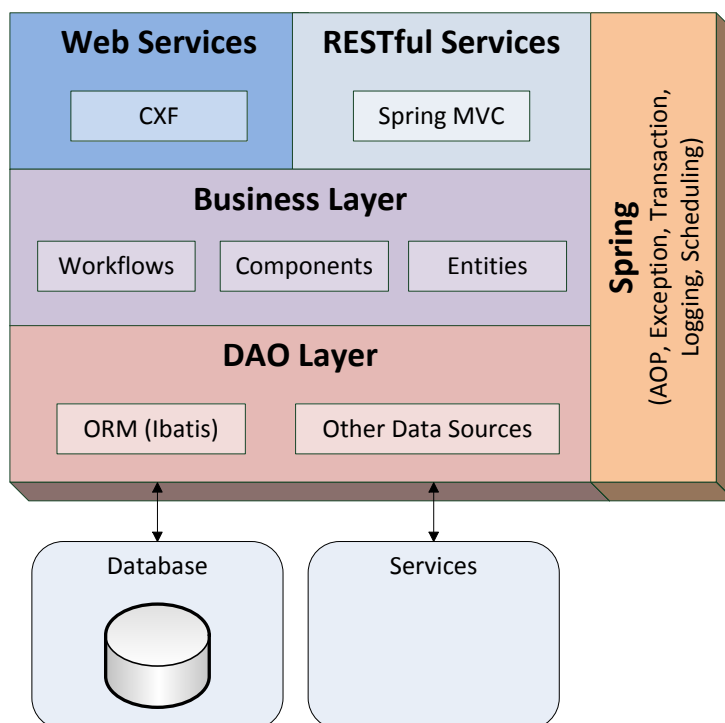 Web Services
RESTful Services
CXF
Spring MVC
Business Layer
Workflows
Components
Entities
DAO Layer
ORM (Ibatis)
Other Data Sources
Spring
(AOP, Exception, Transaction,
Logging, Scheduling)
Database
Services